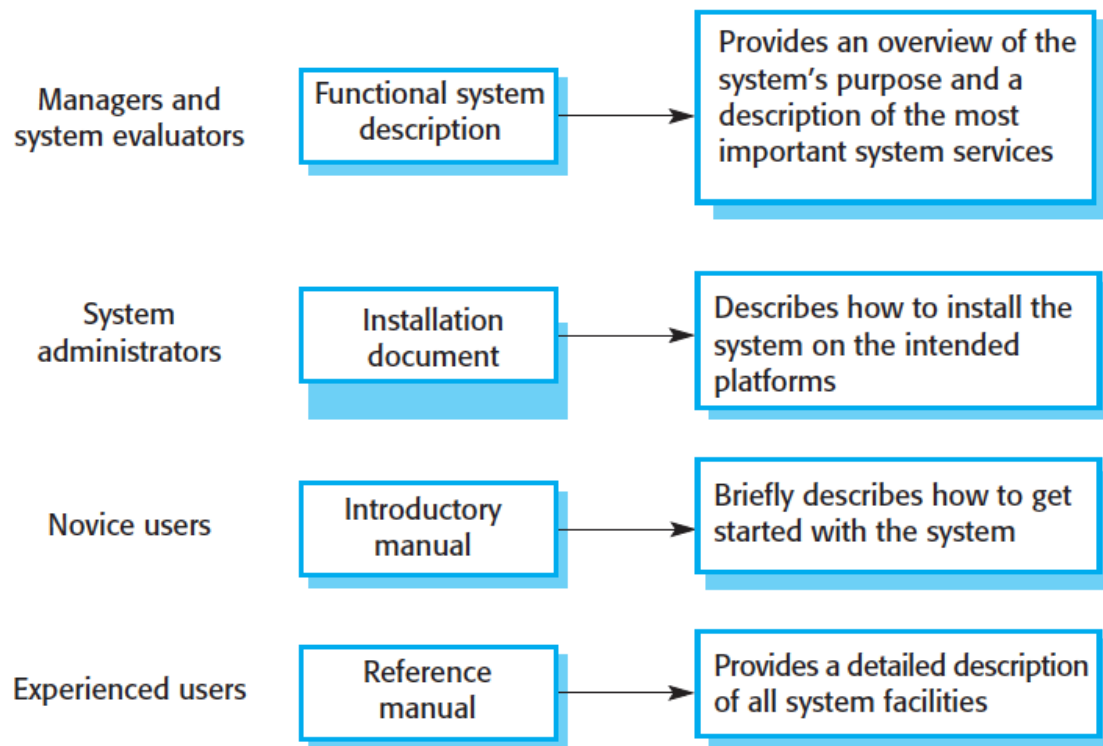 Managers and
system evaluators
Functional system
description
Provides an overview of the
system's purpose and a
description of the most
important system services
System
administrators
Installation
document
Describes how to install the
system on the intended
platforms
Novice users
Introductory
manual
Briefly describes how to get
started with the system
Experienced users
Reference
manual
Provides a detailed description
of all system facilities